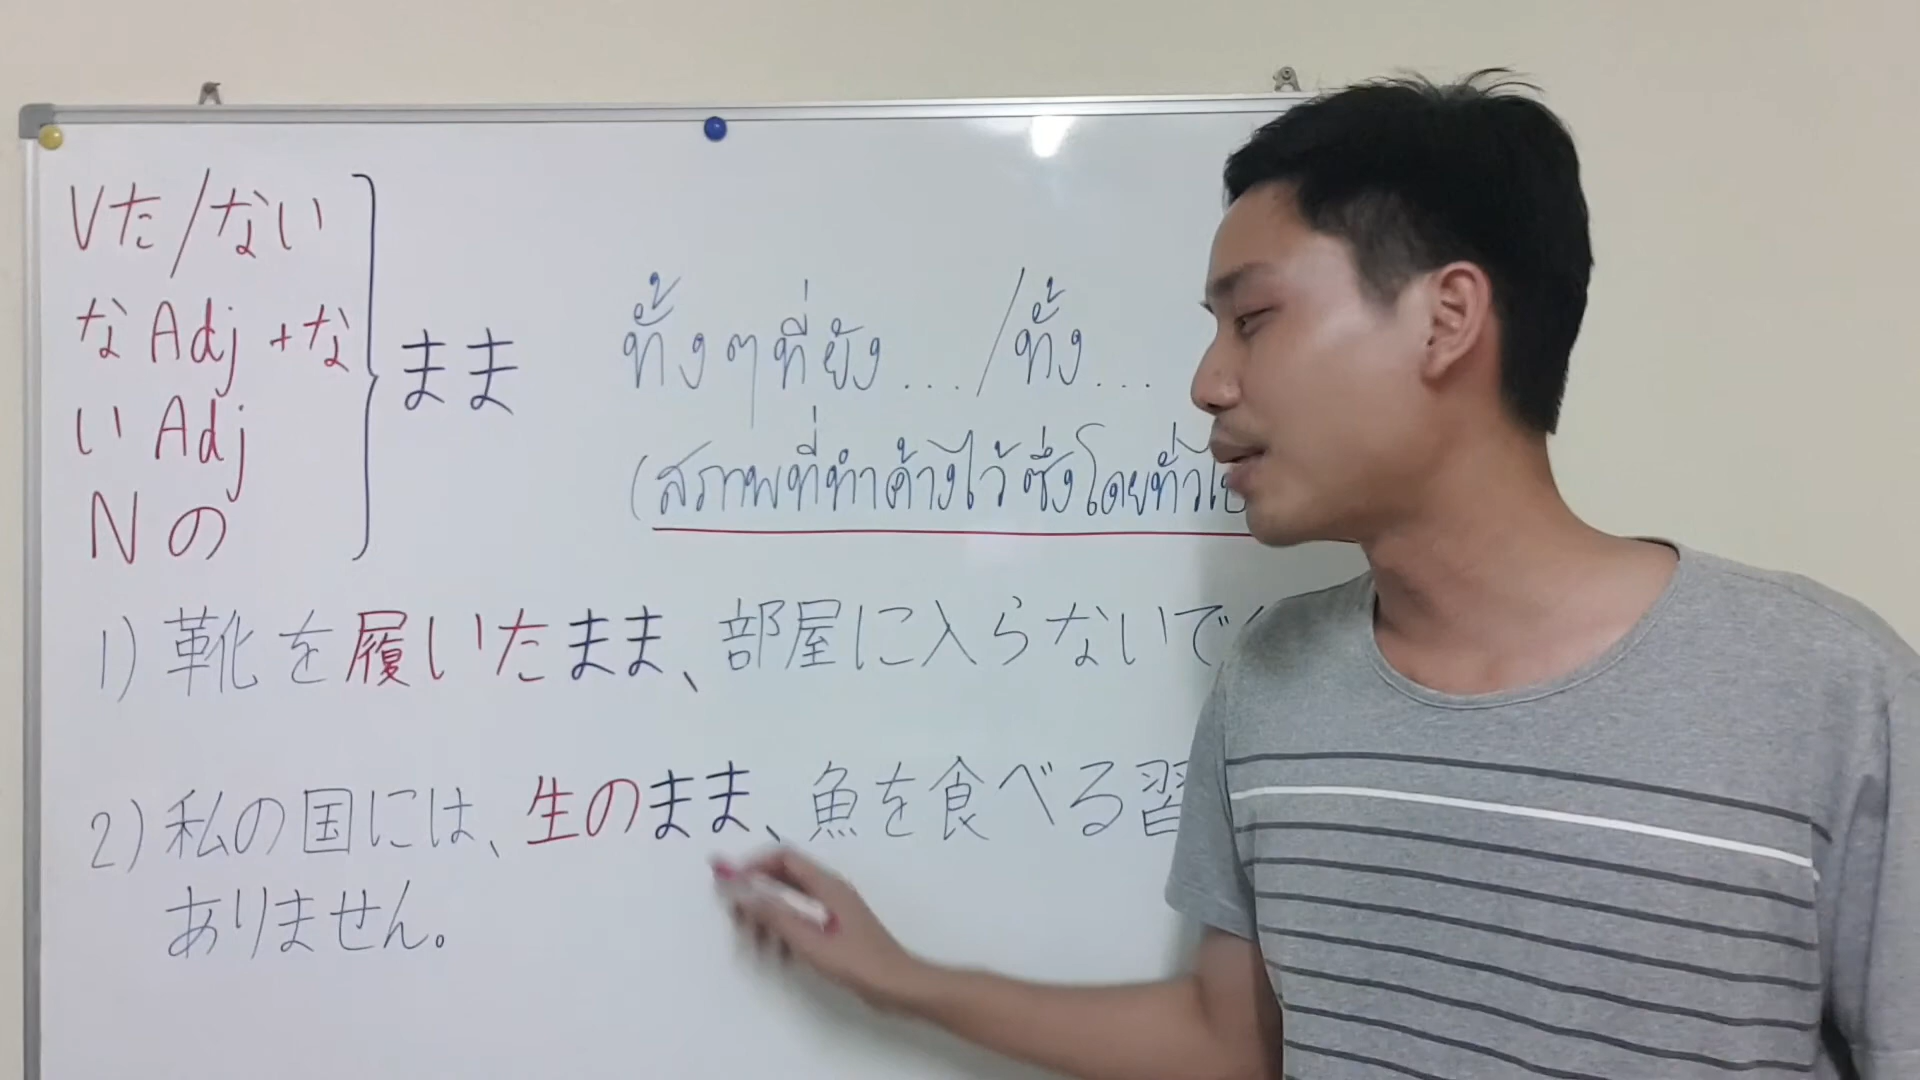 Vた/ない
なAdj +な
いAdj
Nの
まま
ทั้งๆที่ยัง... /ทั้ง...
(สภาพที่ทำค้างไว้ ซึ่งโดยทั่วไป
1) 靴を履いたまま、部屋に入らないで
2) 私の国には、生のまま、魚を食べる習
ありません。